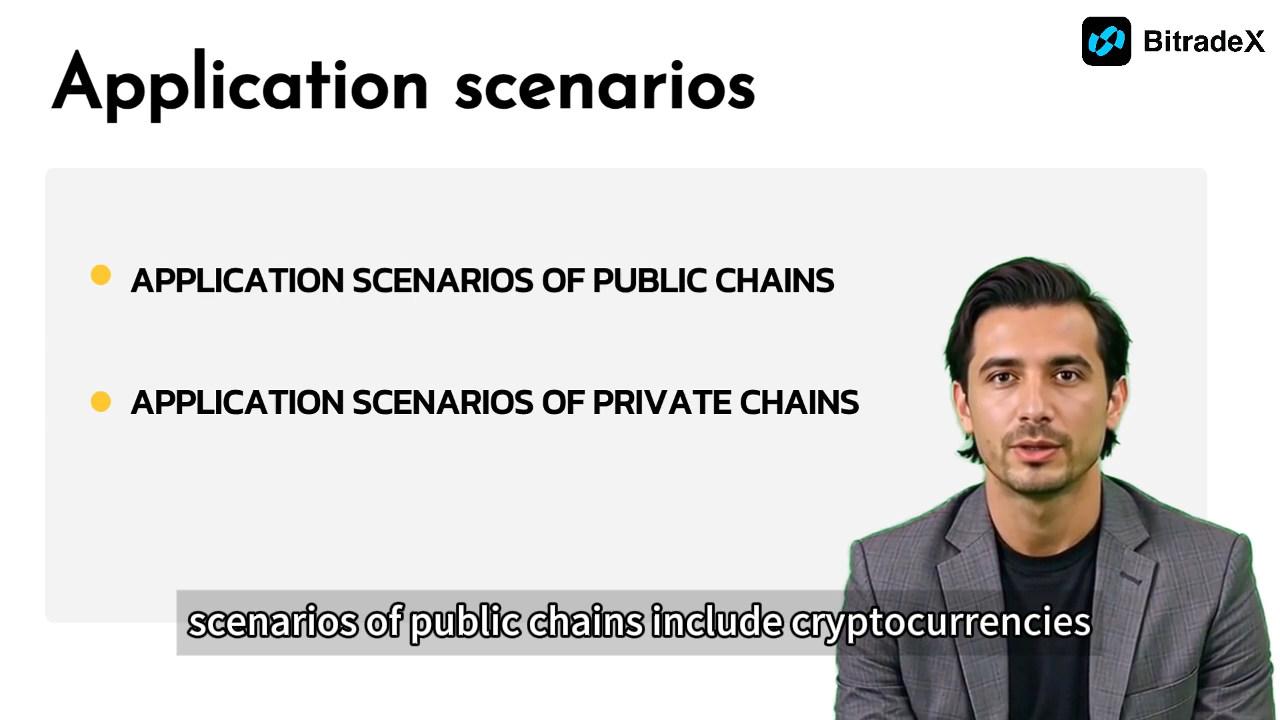 BitradeX
Application scenarios
APPLICATION SCENARIOS OF PUBLIC CHAINS
APPLICATION SCENARIOS OF PRIVATE CHAINS
scenarios of public chains include cryptocurrencies